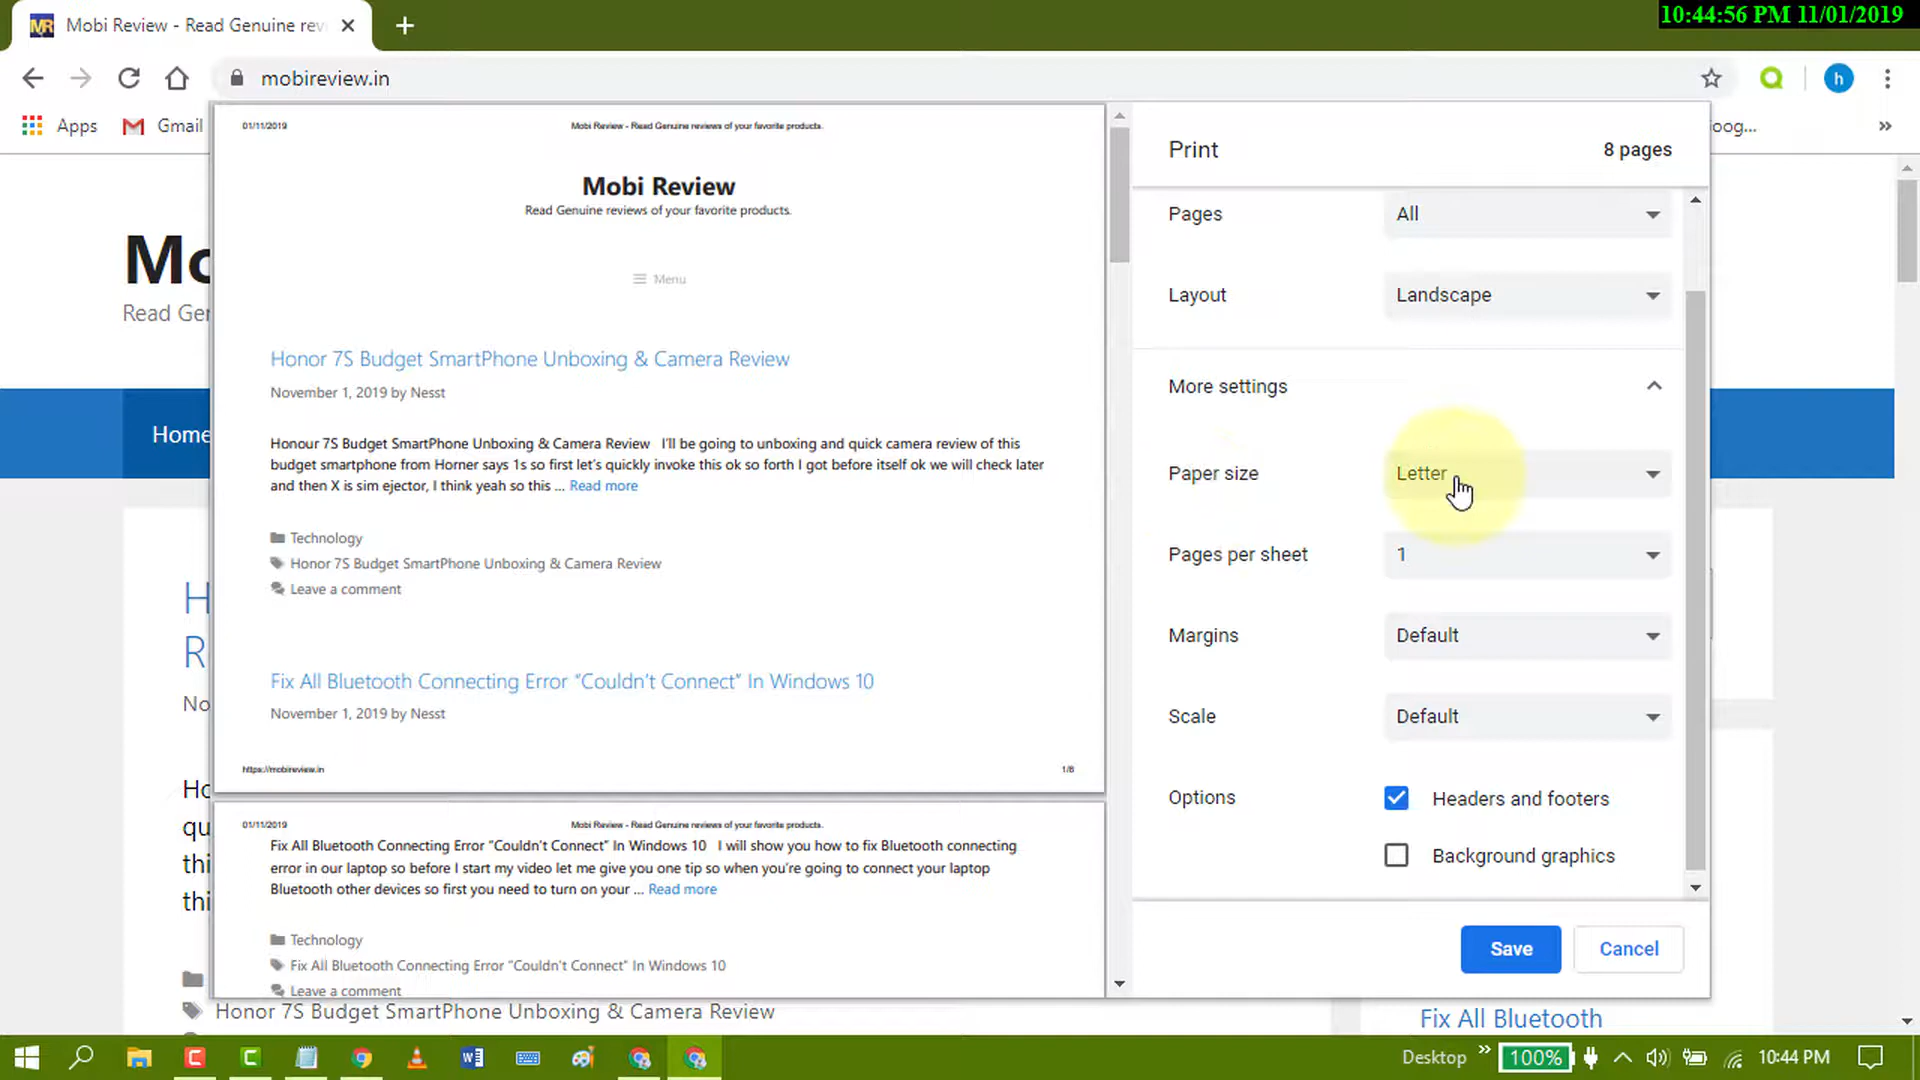 10:44:56 PM 11/01/2019
Mobi Review - Read Genuine rev
mobireview.in
h
Apps
Gmail
oog...
Mo
Read Ger
Home
H
R
No
Ho
qu
thi
thi
Honor 7S Budget SmartPhone Unboxing & Camera Review
Fix All Bluetooth
01/11/2019
Mobi Review - Read Genuine reviews of your favorite products.
Mobi Review
Read Genuine reviews of your favorite products.
Menu
Honor 7S Budget SmartPhone Unboxing & Camera Review
November 1, 2019 by Nesst
Honour 7S Budget SmartPhone Unboxing & Camera Review I'll be going to unboxing and quick camera review of this
budget smartphone from Horner says 1s so first let's quickly invoke this ok so forth I got before itself ok we will check later
and then X is sim ejector, I think yeah so this ... Read more
Technology
Honor 7S Budget SmartPhone Unboxing & Camera Review
Leave a comment
Fix All Bluetooth Connecting Error “Couldn’t Connect” In Windows 10
November 1, 2019 by Nesst
https://mobireview.in
1/8
01/11/2019
Mobi Review - Read Genuine reviews of your favorite products.
Fix All Bluetooth Connecting Error “Couldn’t Connect” In Windows 10 I will show you how to fix Bluetooth connecting
error in our laptop so before I start my video let me give you one tip so when you’re going to connect your laptop
Bluetooth other devices so first you need to turn on your ... Read more
Technology
Fix All Bluetooth Connecting Error “Couldn’t Connect” In Windows 10
Leave a comment
Print
8 pages
Pages
All
Layout
Landscape
More settings
Paper size
Letter
Pages per sheet
1
Margins
Default
Scale
Default
Options
Headers and footers
Background graphics
Save
Cancel
Desktop
100%
10:44 PM